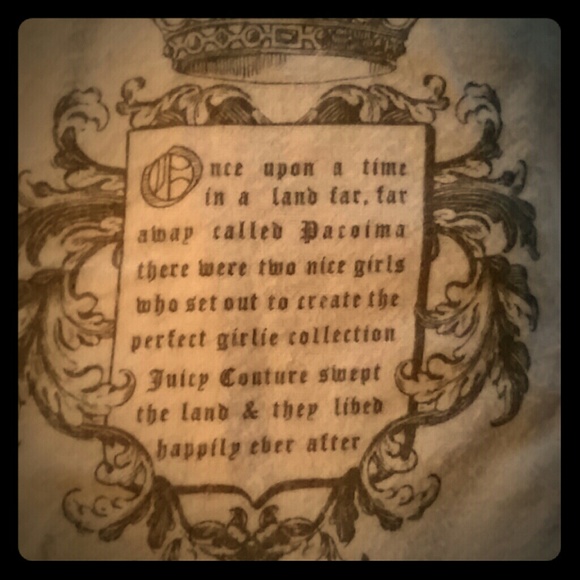 Once upon a time
in a land far, far
away called Pacoima
there were two nice girls
who set out to create the
perfect girlie collection
Juicy Couture swept
the land & they lived
happily ever after